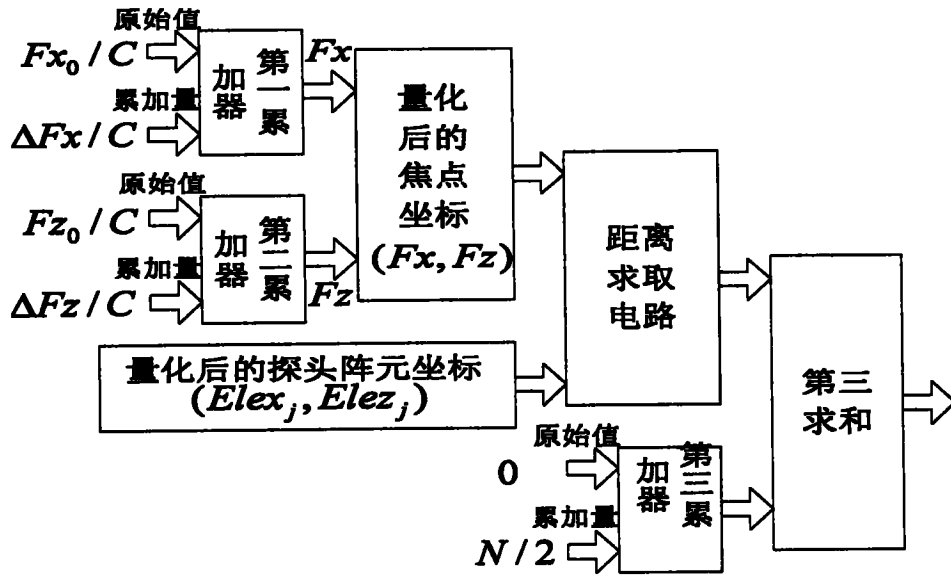 原始值
Fx₀/C
累加量
ΔFx/C
第一累
加器
Fx
原始值
Fz₀/C
累加量
ΔFz/C
第二累
加器
Fz
量化
后的
焦点
坐标
(Fx,Fz)
量化后的探头阵元坐标
(Elexⱼ,Elezⱼ)
距离
求取
电路
原始值
0
累加量
N/2
第三累
加器
第三
求和